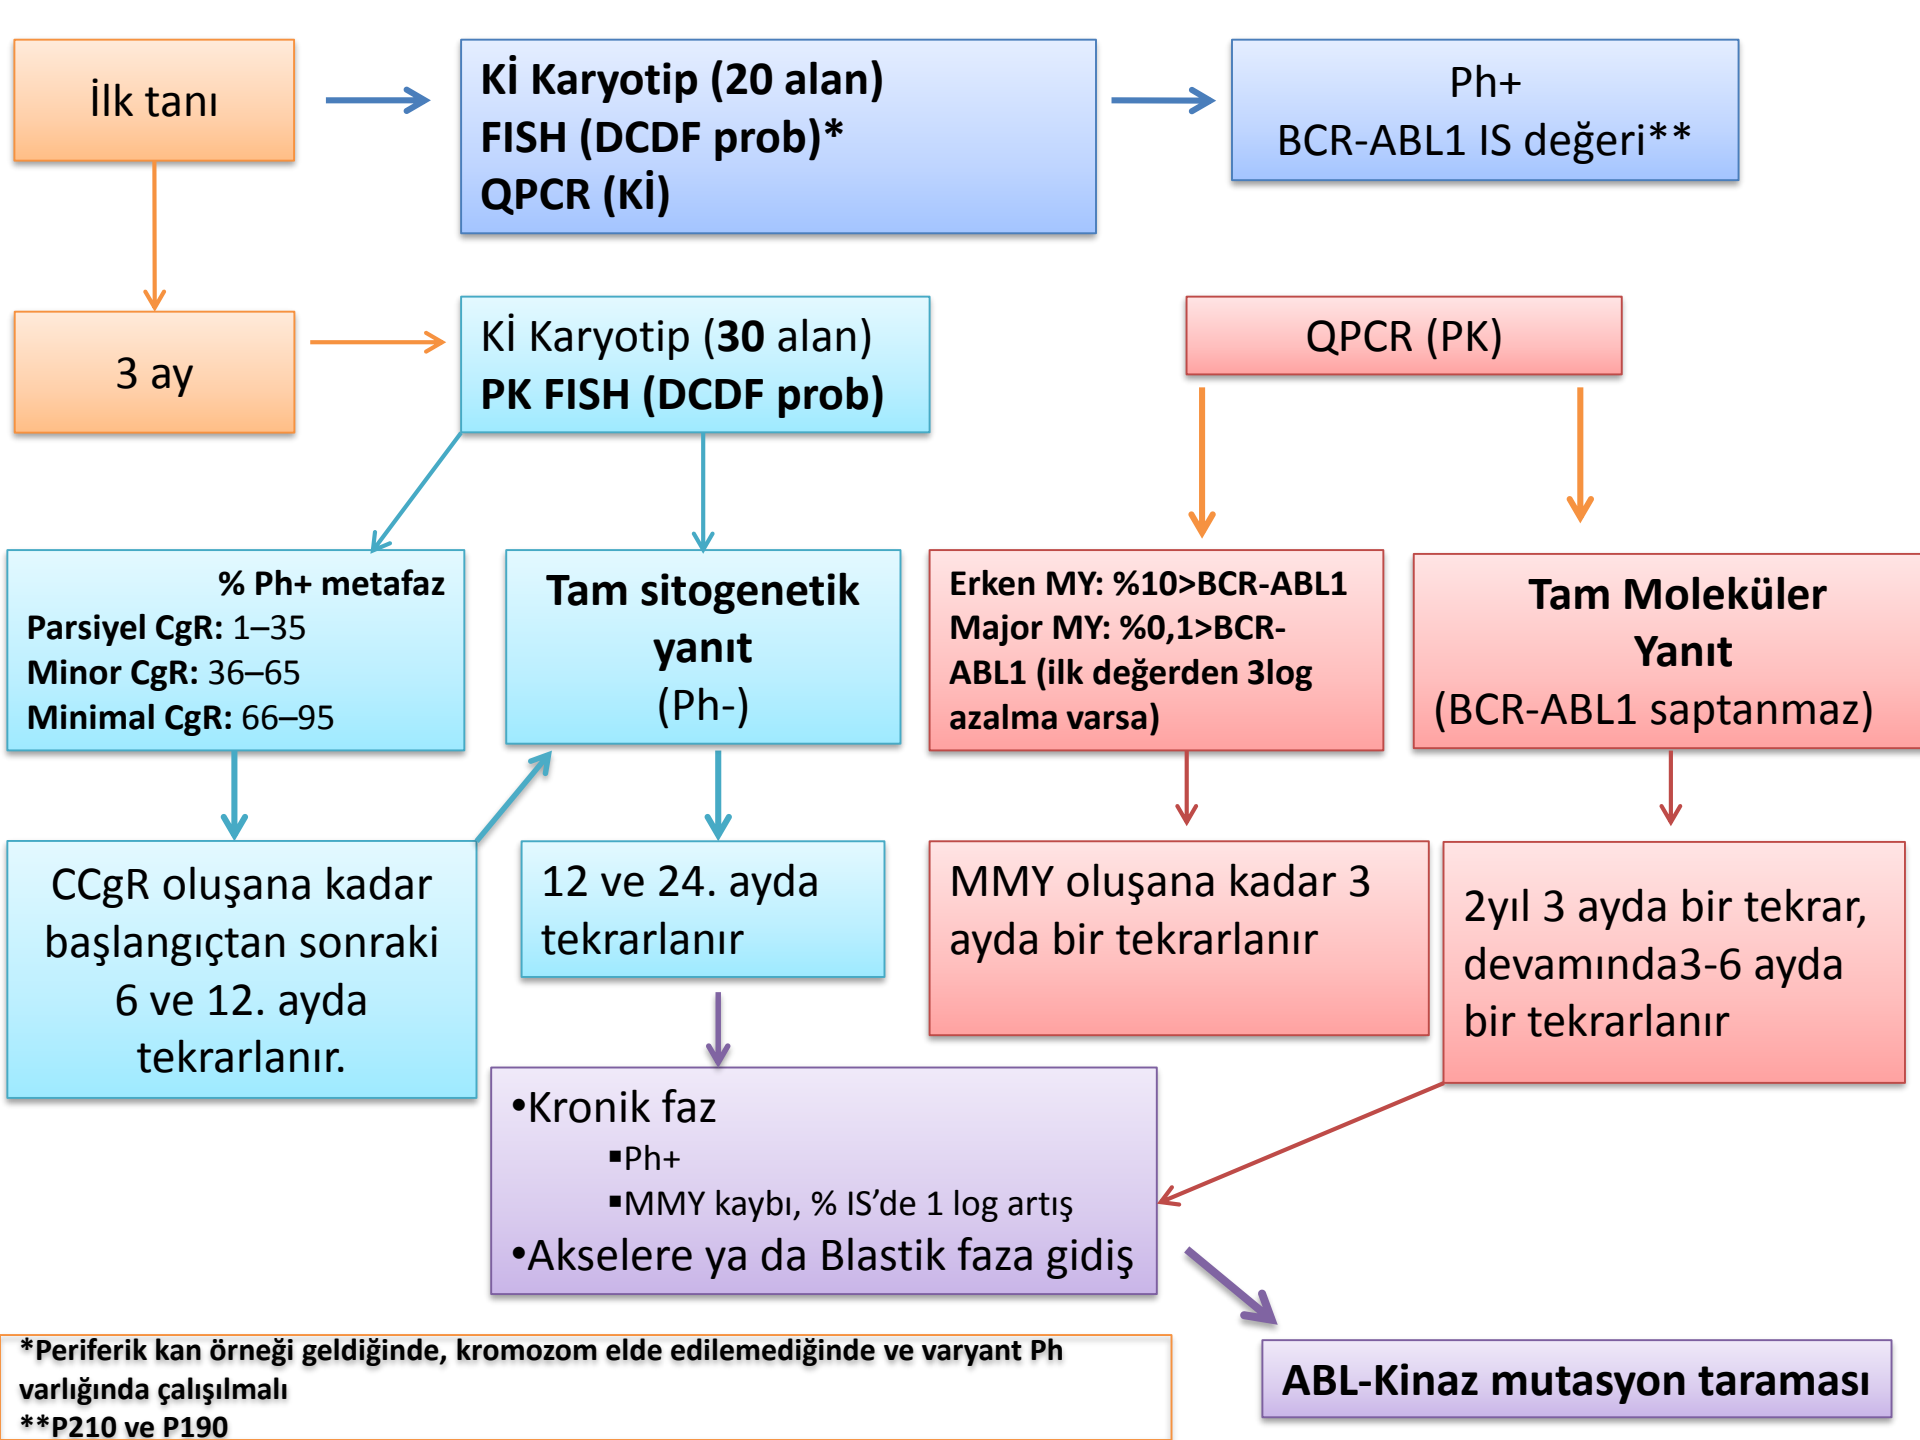 İlk tanı
Kİ Karyotip (20 alan)
FISH (DCDF prob)*
QPCR (Kİ)
Ph+
BCR-ABL1 IS değeri**
3 ay
Kİ Karyotip (30 alan)
PK FISH (DCDF prob)
QPCR (PK)
% Ph+ metafaz
Parsiyel CgR: 1–35
Minor CgR: 36–65
Minimal CgR: 66–95
Tam sitogenetik
yanıt
(Ph-)
Erken MY: %10>BCR-ABL1
Major MY: %0,1>BCR-
ABL1 (ilk değerden 3log
azalma varsa)
Tam Moleküler
Yanıt
(BCR-ABL1 saptanmaz)
CCgR oluşana kadar
başlangıçtan sonraki
6 ve 12. ayda
tekrarlanır.
12 ve 24. ayda
tekrarlanır
MMY oluşana kadar 3
ayda bir tekrarlanır
2yıl 3 ayda bir tekrar,
devamında3-6 ayda
bir tekrarlanır
•Kronik faz
▪Ph+
▪MMY kaybı, % IS’de 1 log artış
•Akselere ya da Blastik faza gidiş
ABL-Kinaz mutasyon taraması
*Periferik kan örneği geldiğinde, kromozom elde edilemediğinde ve varyant Ph
varlığında çalışılmalı
**P210 ve P190